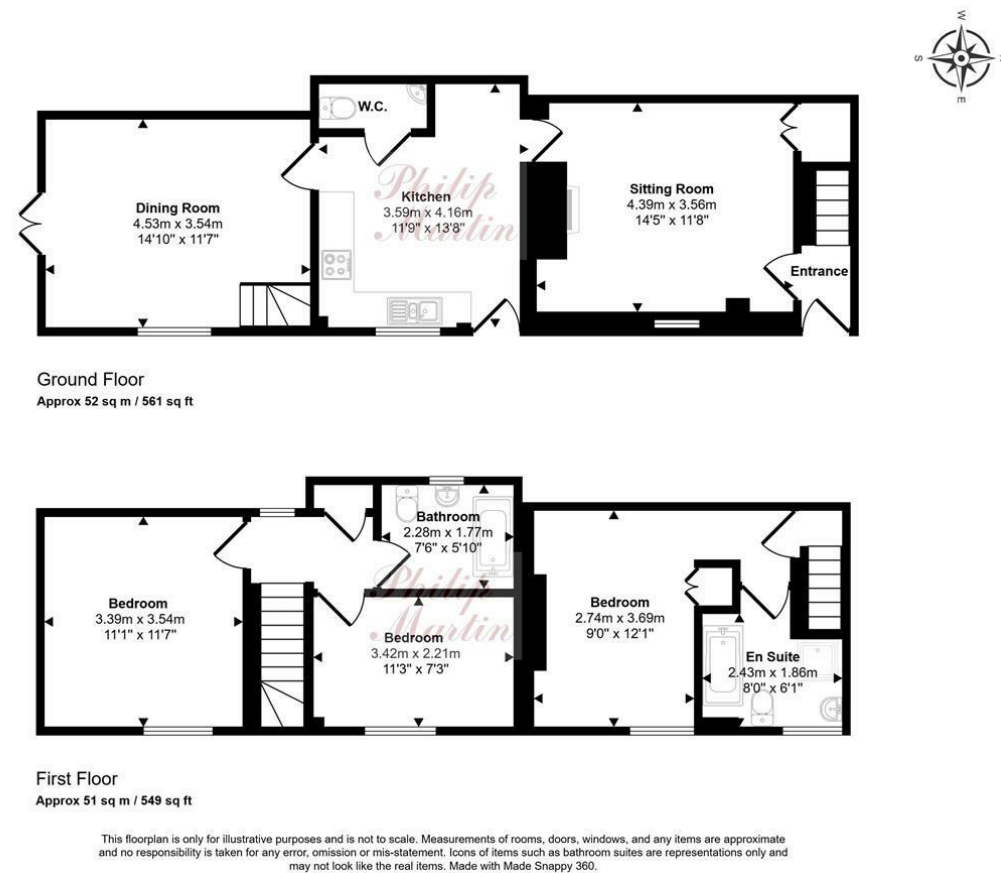 W
S
E
W.C.
Dining Room
4.53m x 3.54m
14'10" x 11'7"
Kitchen
3.59m x 4.16m
11'9" x 13'8"
Philip
Martin
Sitting Room
4.39m x 3.56m
14'5" x 11'8"
Entrance
Ground Floor
Approx 52 sq m / 561 sq ft
Bathroom
2.28m x 1.77m
7'6" x 5'10"
Bedroom
3.39m x 3.54m
11'1" x 11'7"
Philip
Martin
Bedroom
3.42m x 2.21m
11'3" x 7'3"
Bedroom
2.74m x 3.69m
9'0" x 12'1"
En Suite
2.43m x 1.86m
8'0" x 6'1"
First Floor
Approx 51 sq m / 549 sq ft
This floorplan is only for illustrative purposes and is not to scale. Measurements of rooms, doors, windows, and any items are approximate
and no responsibility is taken for any error, omission or mis-statement. Icons of items such as bathroom suites are representations only and
may not look like the real items. Made with Made Snappy 360.